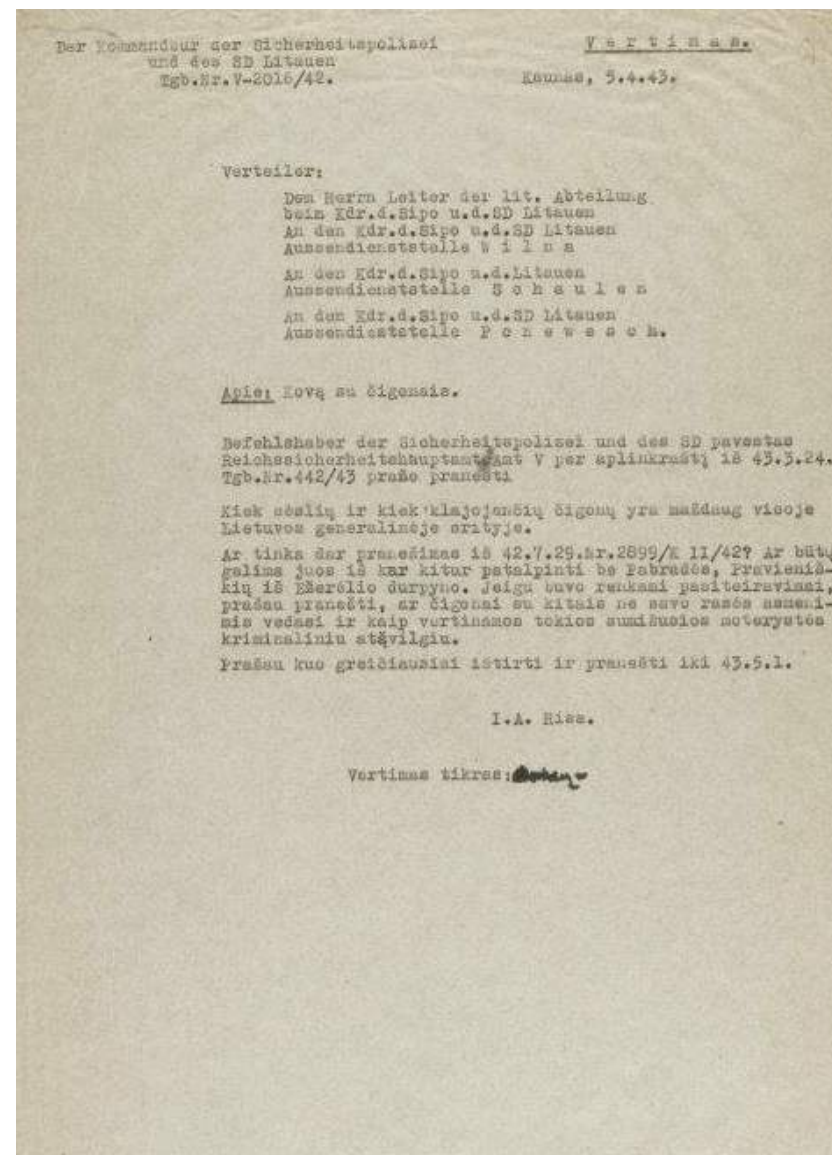 Der Kommandeur der Sicherheitspolizei
und des SD Litauen
Tgb.Nr.V-2016/42.
V e r t i m a s.
Kaunas, 5.4.43.
Verteiler:
Dem Herrn Leiter der lit. Abteilung
beim Kdr.d.Sipo u.d.SD Litauen
An den Kdr.d.Sipo u.d.SD Litauen
Aussendienststelle W i l n a
An den Kdr.d.Sipo u.d.Litauen
Aussendienststelle S c h a u l e n
An den Kdr.d.Sipo u.d.SD Litauen
Aussendienststelle P o n e w e s c h.
Apie: Kovą su čigonais.
Befehlshaber der Sicherheitspolizei und des SD pavestas
Reichssicherheitshauptamt Amt V per aplinkraštį iš 43.3.24.
Tgb.Nr.442/43 prašo pranešti
Kiek sėslių ir kiek klajojančių čigonų yra maždaug visoje
Lietuvos generalinėje srityje.
Ar tinka dar pranešimas iš 42.7.29.Nr.2899/E II/42? Ar būtų
galima juos iš kar kitur patalpinti be Pabradės, Pravieniš-
kių iš Ežerėlio durpyno. Jeigu buvo renkami pasiteiravimai,
prašau pranešti, ar čigonai su kitais ne savo rasės asmeni-
mis vedasi ir kaip vertinamos tokios sumišusios moterystės
kriminaliniu atžvilgiu.
Prašau kuo greičiausiai ištirti ir pranešti iki 43.5.1.
I.A.
Vertimas tikras: